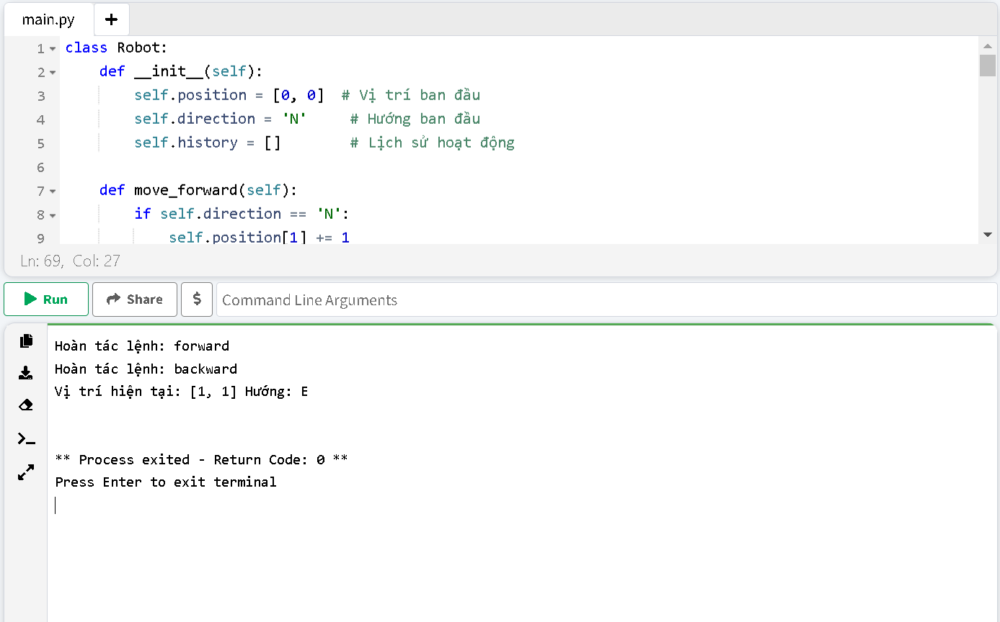 main.py +
1 class Robot:
2 def __init__(self):
3 self.position = [0, 0] # Vị trí ban đầu
4 self.direction = 'N' # Hướng ban đầu
5 self.history = [] # Lịch sử hoạt động
6
7 def move_forward(self):
8 if self.direction == 'N':
9 self.position[1] += 1
Ln: 69, Col: 27
Run Share $ Command Line Arguments
Hoàn tác lệnh: forward
Hoàn tác lệnh: backward
Vị trí hiện tại: [1, 1] Hướng: E
** Process exited - Return Code: 0 **
Press Enter to exit terminal